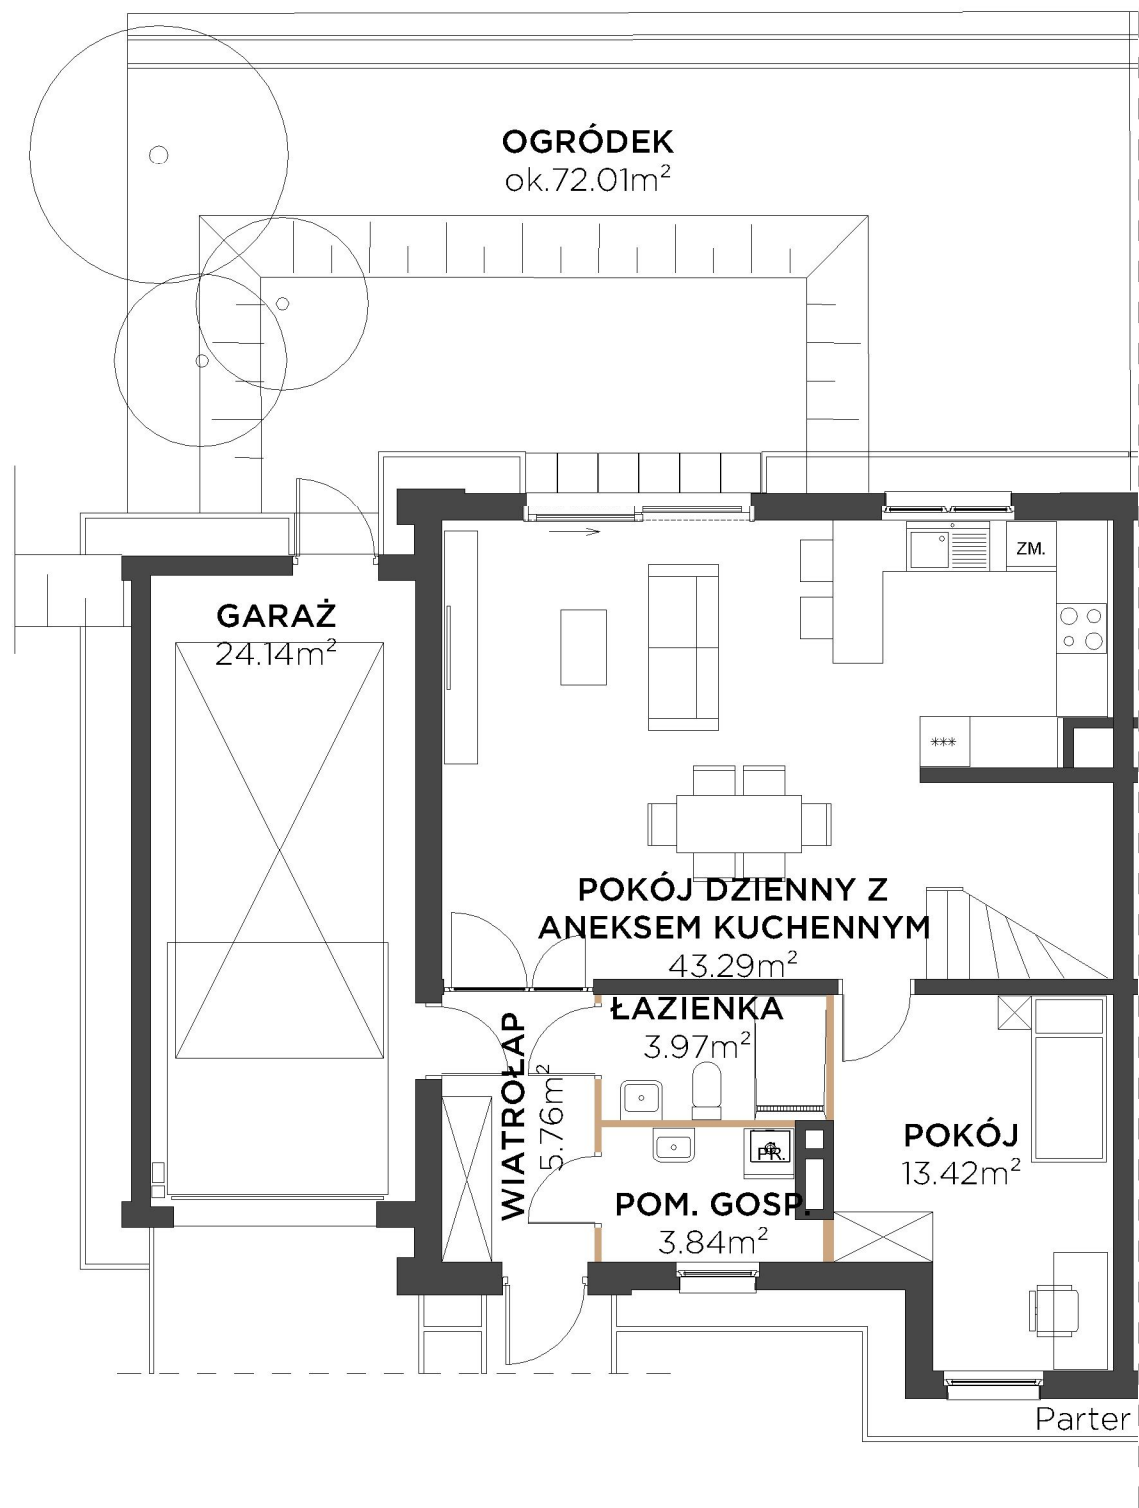 OGRÓDEK
ok.72.01m²
GARAŻ
24.14m²
ZM.
***
POKÓJ DZIENNY Z
ANEKSEM KUCHENNYM
43.29m²
WIATROŁAP
5.76m²
ŁAZIENKA
3.97m²
PR.
POM. GOSP.
3.84m²
POKÓJ
13.42m²
Parter